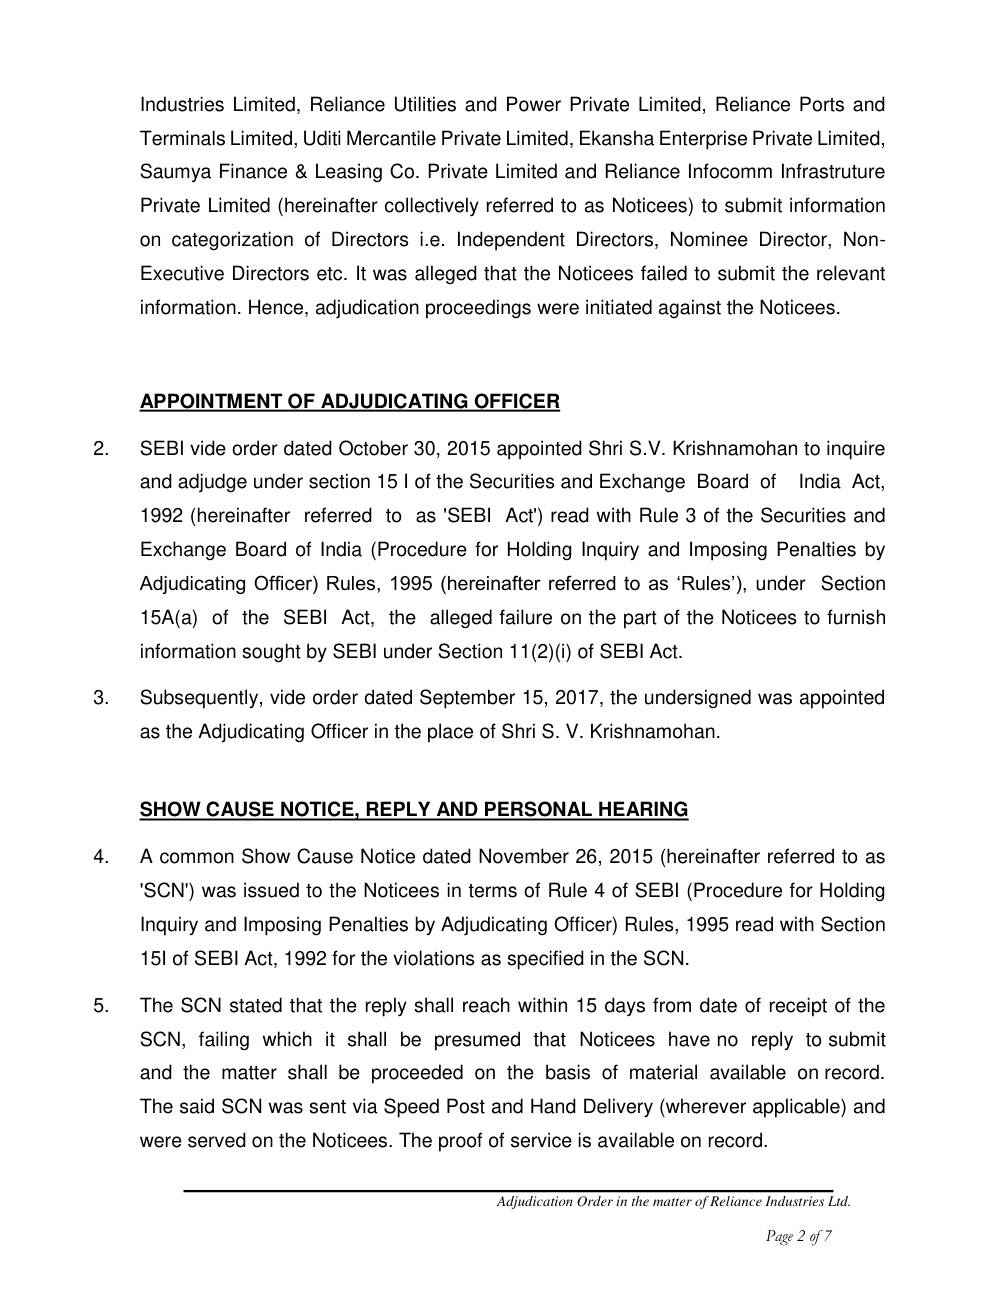 Industries Limited, Reliance Utilities and Power Private Limited, Reliance Ports and
Terminals Limited, Uditi Mercantile Private Limited, Ekansha Enterprise Private Limited,
Saumya Finance & Leasing Co. Private Limited and Reliance Infocomm Infrastruture
Private Limited (hereinafter collectively referred to as Noticees) to submit information
on categorization of Directors i.e. Independent Directors, Nominee Director, Non-
Executive Directors etc. It was alleged that the Noticees failed to submit the relevant
information. Hence, adjudication proceedings were initiated against the Noticees.
APPOINTMENT OF ADJUDICATING OFFICER
2. SEBI vide order dated October 30, 2015 appointed Shri S.V. Krishnamohan to inquire
and adjudge under section 15 I of the Securities and Exchange Board of India Act,
1992 (hereinafter referred to as 'SEBI Act') read with Rule 3 of the Securities and
Exchange Board of India (Procedure for Holding Inquiry and Imposing Penalties by
Adjudicating Officer) Rules, 1995 (hereinafter referred to as ‘Rules’), under Section
15A(a) of the SEBI Act, the alleged failure on the part of the Noticees to furnish
information sought by SEBI under Section 11(2)(i) of SEBI Act.
3. Subsequently, vide order dated September 15, 2017, the undersigned was appointed
as the Adjudicating Officer in the place of Shri S. V. Krishnamohan.
SHOW CAUSE NOTICE, REPLY AND PERSONAL HEARING
4. A common Show Cause Notice dated November 26, 2015 (hereinafter referred to as
'SCN') was issued to the Noticees in terms of Rule 4 of SEBI (Procedure for Holding
Inquiry and Imposing Penalties by Adjudicating Officer) Rules, 1995 read with Section
15I of SEBI Act, 1992 for the violations as specified in the SCN.
5. The SCN stated that the reply shall reach within 15 days from date of receipt of the
SCN, failing which it shall be presumed that Noticees have no reply to submit
and the matter shall be proceeded on the basis of material available on record.
The said SCN was sent via Speed Post and Hand Delivery (wherever applicable) and
were served on the Noticees. The proof of service is available on record.
Adjudication Order in the matter of Reliance Industries Ltd.
Page 2 of 7